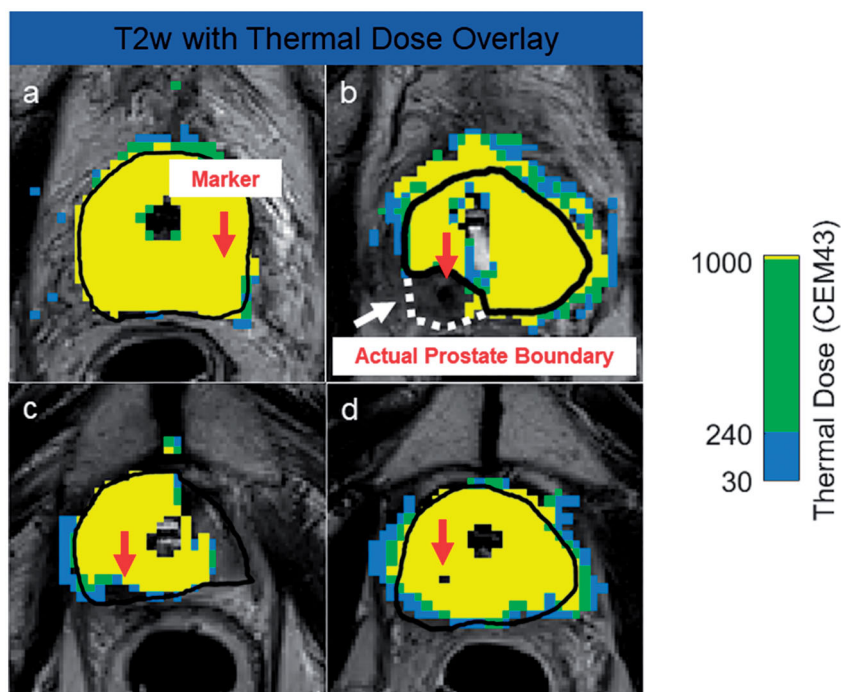 T2w with Thermal Dose Overlay
a
b
Marker
Actual Prostate Boundary
c
d
1000
240
30
Thermal Dose (CEM43)